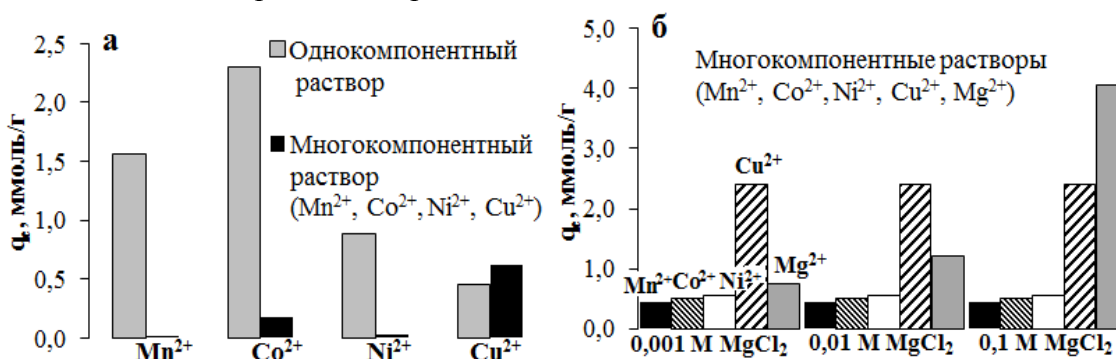 а
2,5
2,0
1,5
1,0
0,5
0,0
qe, ммоль/г
Однокомпонентный
раствор
Многокомпонентный
раствор
(Mn²⁺, Co²⁺, Ni²⁺, Cu²⁺)
Mn²⁺ Co²⁺ Ni²⁺ Cu²⁺
б
5,0
4,0
3,0
2,0
1,0
0,0
qe, ммоль/г
Многокомпонентные растворы
(Mn²⁺, Co²⁺, Ni²⁺, Cu²⁺, Mg²⁺)
Cu²⁺
Mn²⁺ Co²⁺ Ni²⁺ Mg²⁺
0,001 М MgCl₂ 0,01 М MgCl₂ 0,1 М MgCl₂